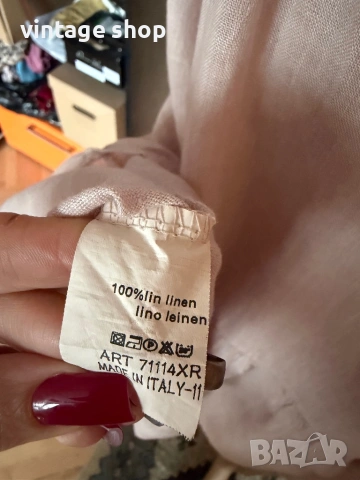 vintage shop
100%lin linen
lino leinen
ART 71114XR
MADE IN ITALY-11
BAZAR